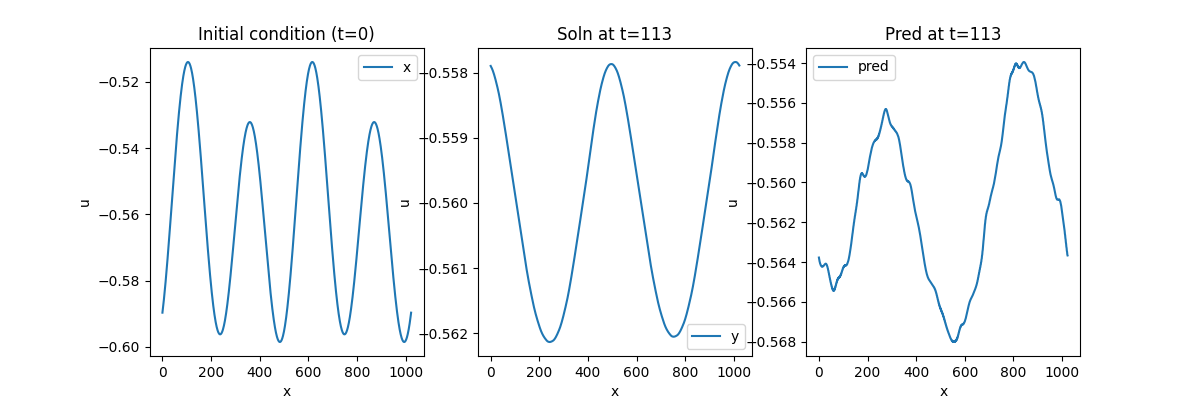 Initial condition (t=0)
x
−0.52
−0.54
−0.56
−0.58
−0.60
u
0 200 400 600 800 1000
x
Soln at t=113
−0.558
−0.559
−0.560
−0.561
−0.562
u
y
0 200 400 600 800 1000
x
Pred at t=113
pred
−0.554
−0.556
−0.558
−0.560
−0.562
−0.564
−0.566
−0.568
u
0 200 400 600 800 1000
x